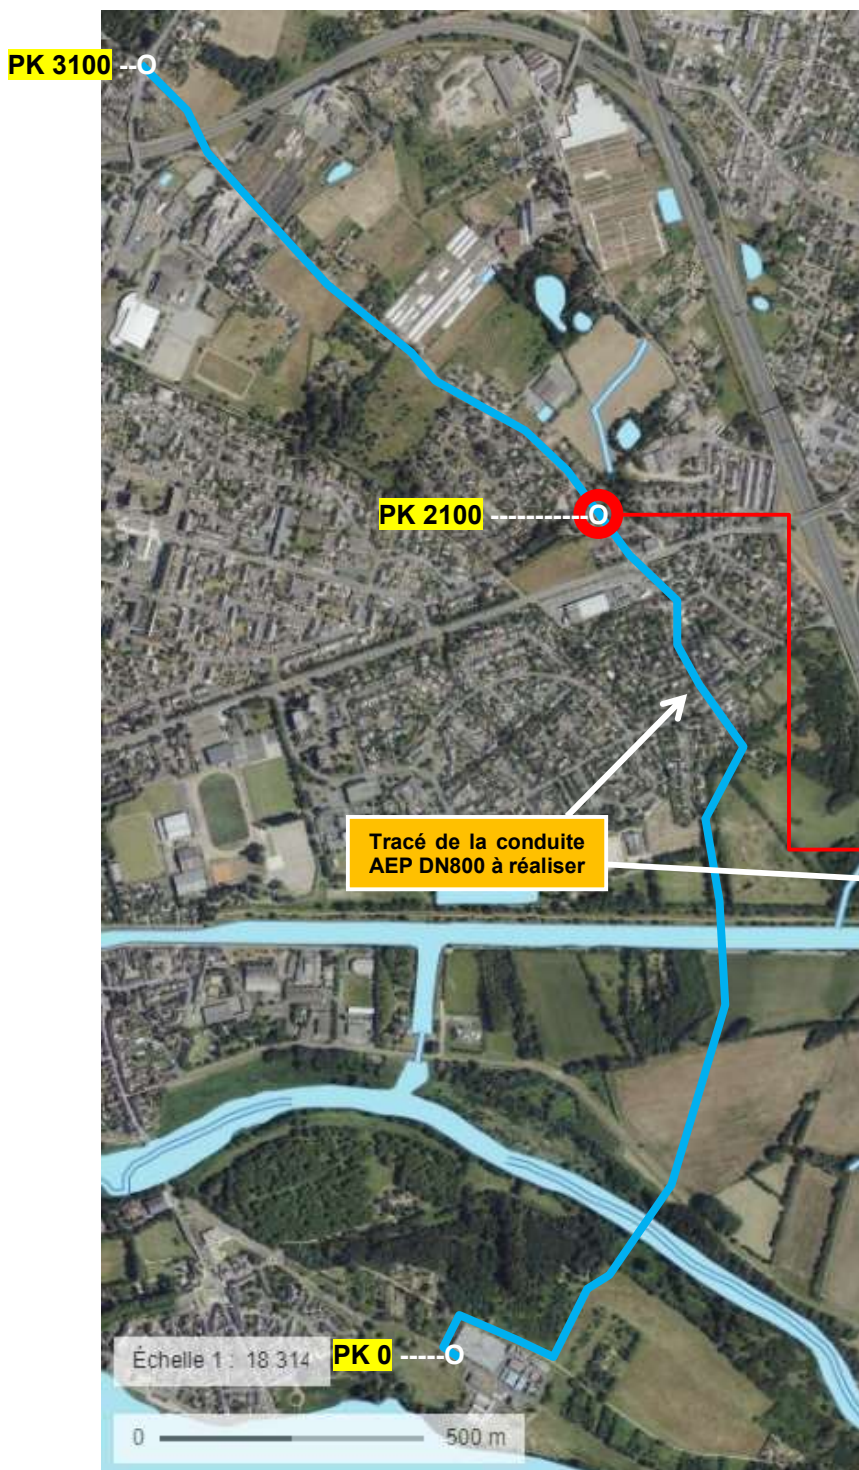 PK 3100
PK 2100
Tracé de la conduite
AEP DN800 à réaliser
Échelle 1 : 18 314
PK 0
0 500 m